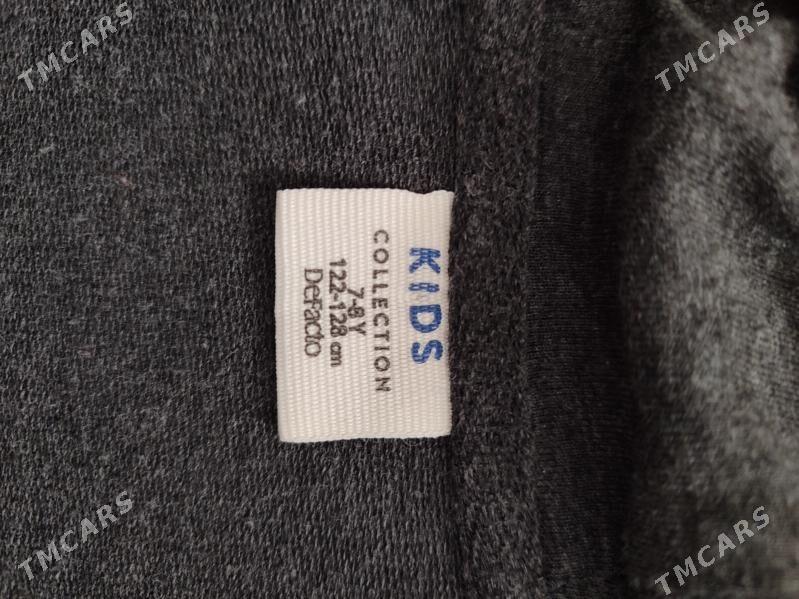 KIDS
COLLECTION
7-8 Y
122-128 cm
DeFacto
TMCARS
TMCARS
TMCARS
TMCARS